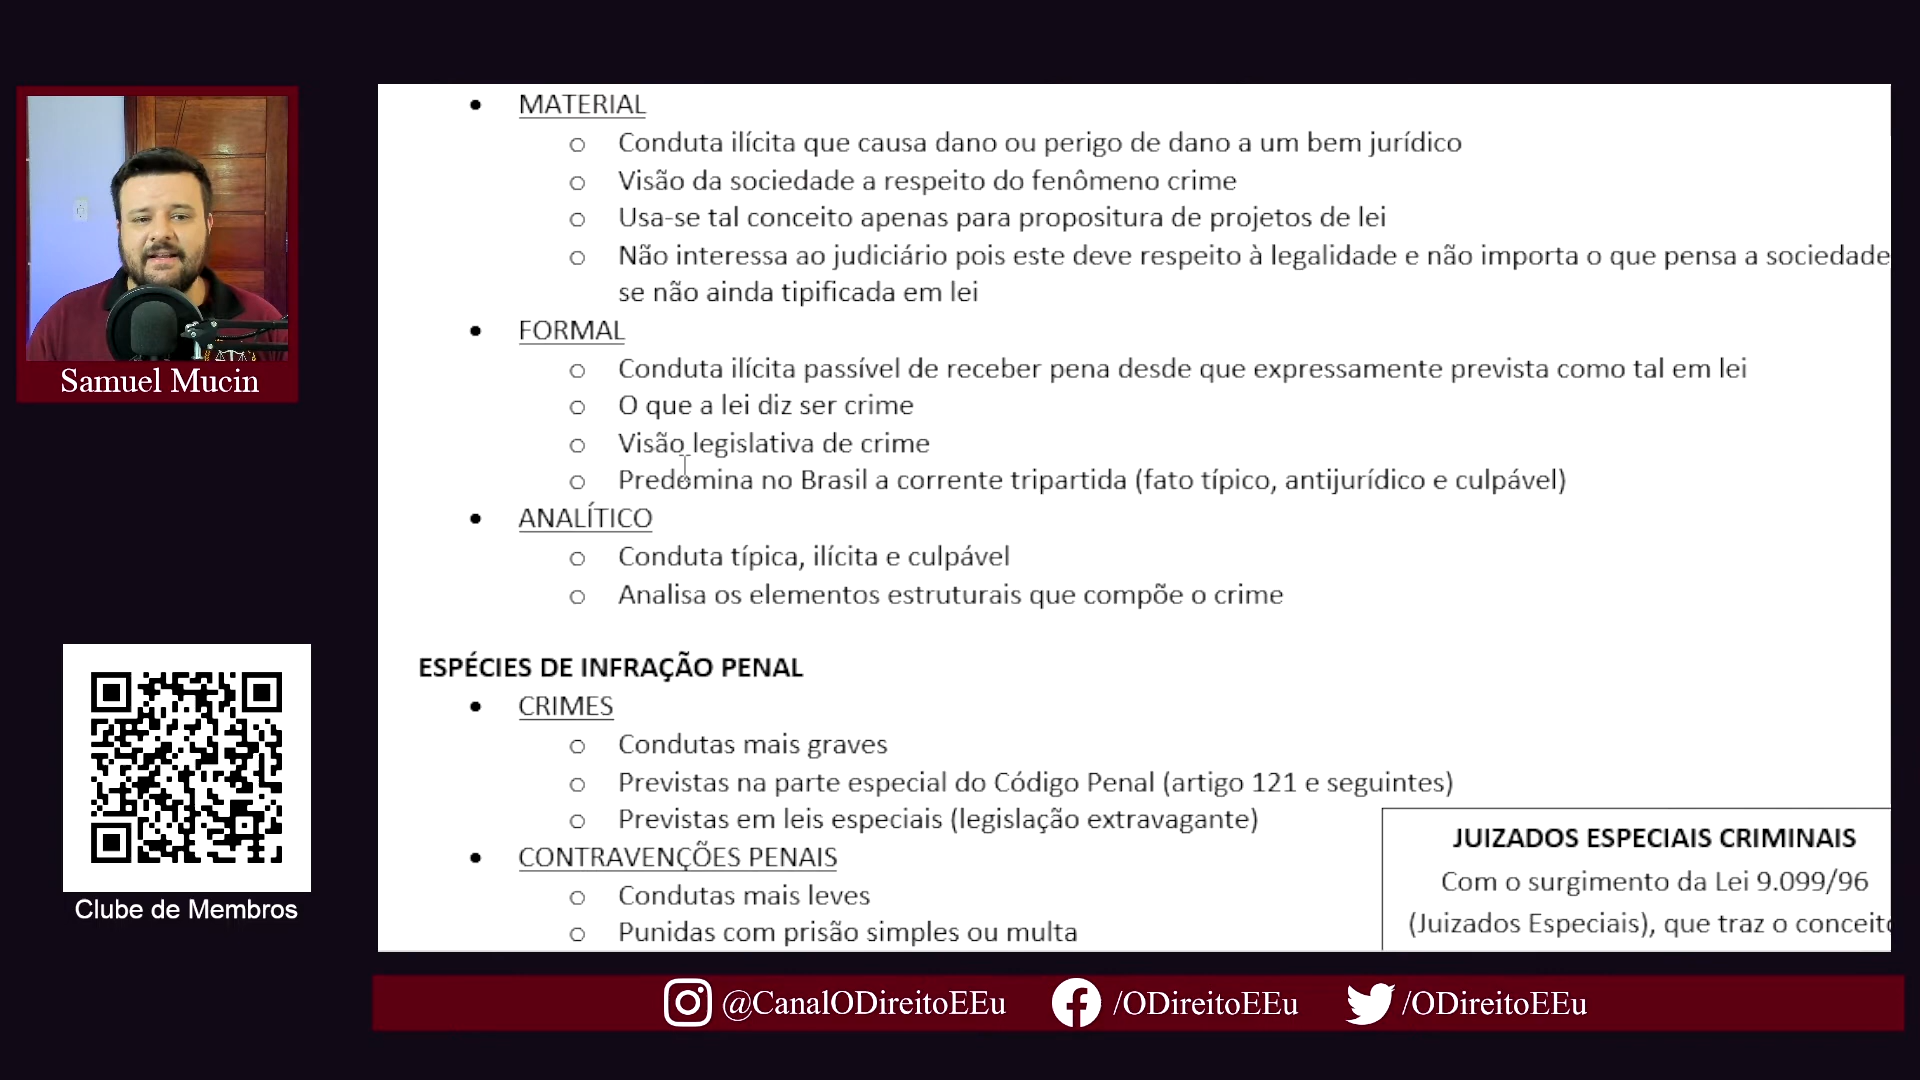 MATERIAL
Conduta ilícita que causa dano ou perigo de dano a um bem jurídico
Visão da sociedade a respeito do fenômeno crime
Usa-se tal conceito apenas para propositura de projetos de lei
Não interessa ao judiciário pois este deve respeito à legalidade e não importa o que pensa a sociedade
se não ainda tipificada em lei
FORMAL
Conduta ilícita passível de receber pena desde que expressamente prevista como tal em lei
O que a lei diz ser crime
Visão legislativa de crime
Predomina no Brasil a corrente tripartida (fato típico, antijurídico e culpável)
ANALÍTICO
Conduta típica, ilícita e culpável
Analisa os elementos estruturais que compõe o crime
ESPÉCIES DE INFRAÇÃO PENAL
CRIMES
Condutas mais graves
Previstas na parte especial do Código Penal (artigo 121 e seguintes)
Previstas em leis especiais (legislação extravagante)
CONTRAVENÇÕES PENAIS
Condutas mais leves
Punidas com prisão simples ou multa
JUIZADOS ESPECIAIS CRIMINAIS
Com o surgimento da Lei 9.099/96
(Juizados Especiais), que traz o conceito
Samuel Mucin
Clube de Membros
@CanalODireitoEEu
/ODireitoEEu
/ODireitoEEu